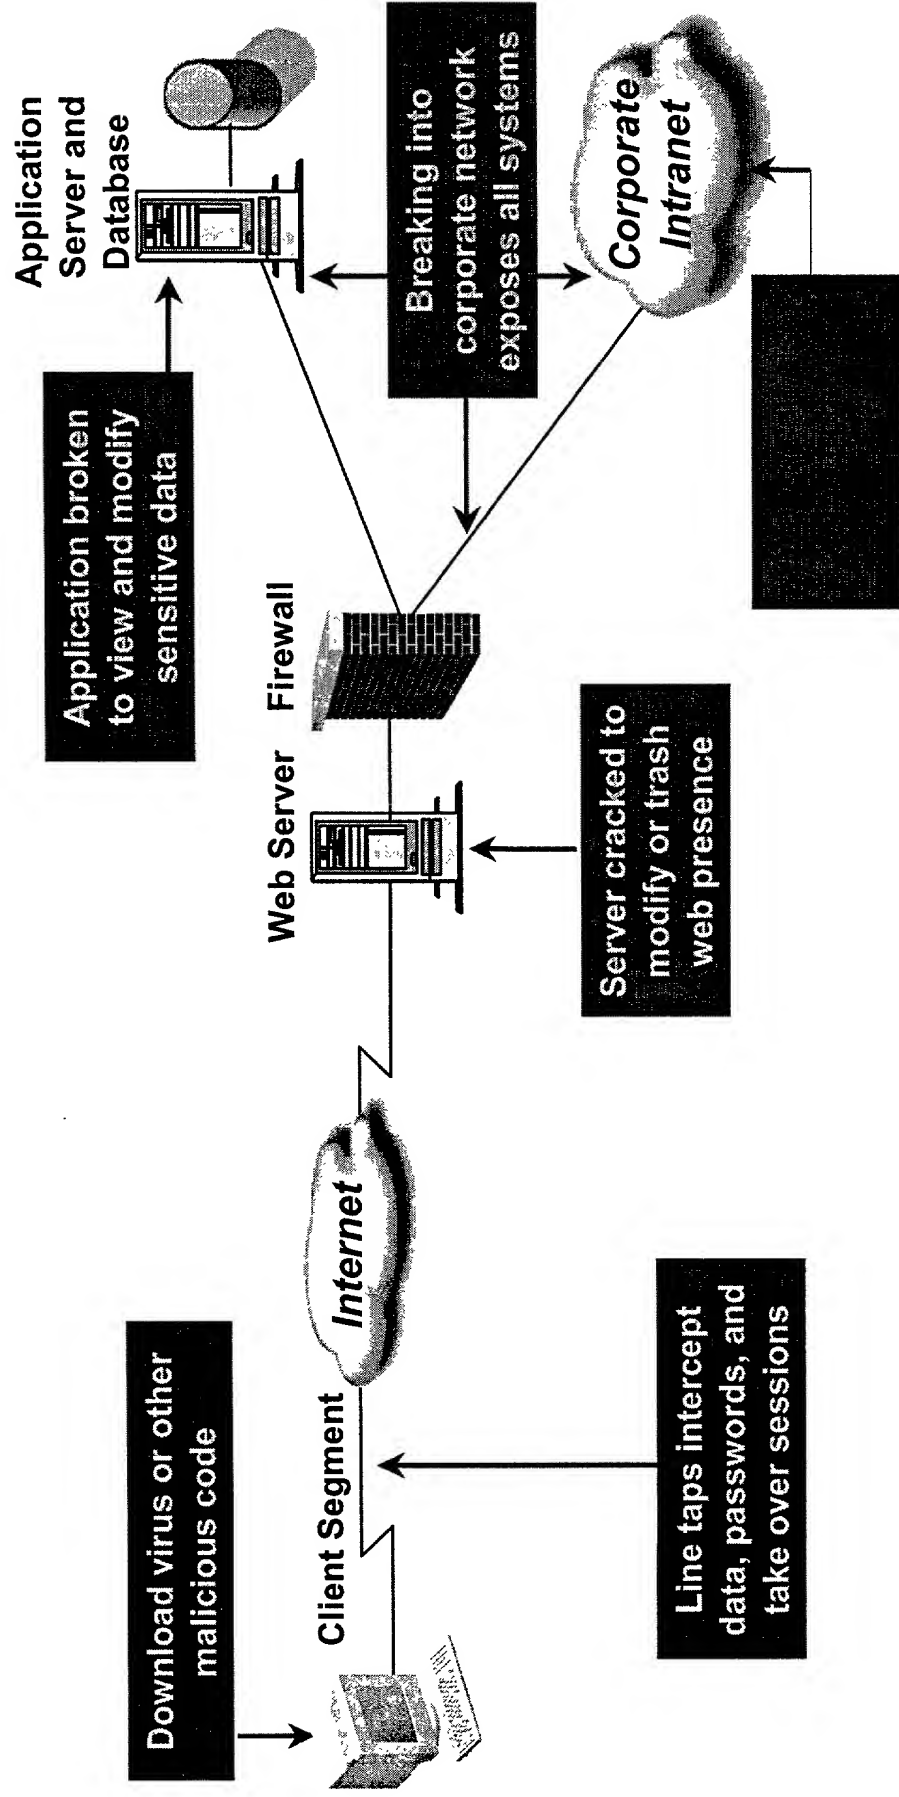 Download virus or other
malicious code
Client Segment
Line taps intercept
data, passwords, and
take over sessions
Internet
Web Server
Server cracked to
modify or trash
web presence
Firewall
Application broken
to view and modify
sensitive data
Application
Server and
Database
Breaking into
corporate network
exposes all systems
Corporate
Intranet